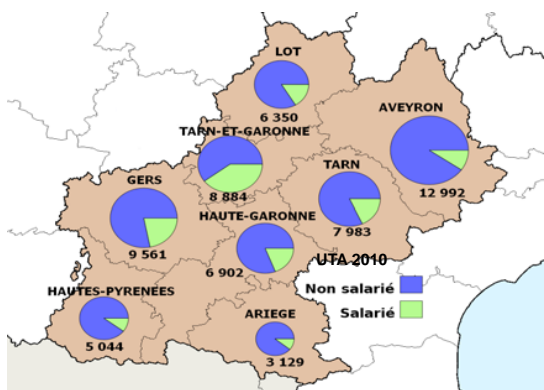 LOT
6 350
AVEYRON
12 992
TARN-ET-GARONNE
8 884
TARN
7 983
GERS
9 561
HAUTE-GARONNE
6 902
UTA 2010
Non salarié
Salarié
HAUTES-PYRENEES
5 044
ARIEGE
3 129